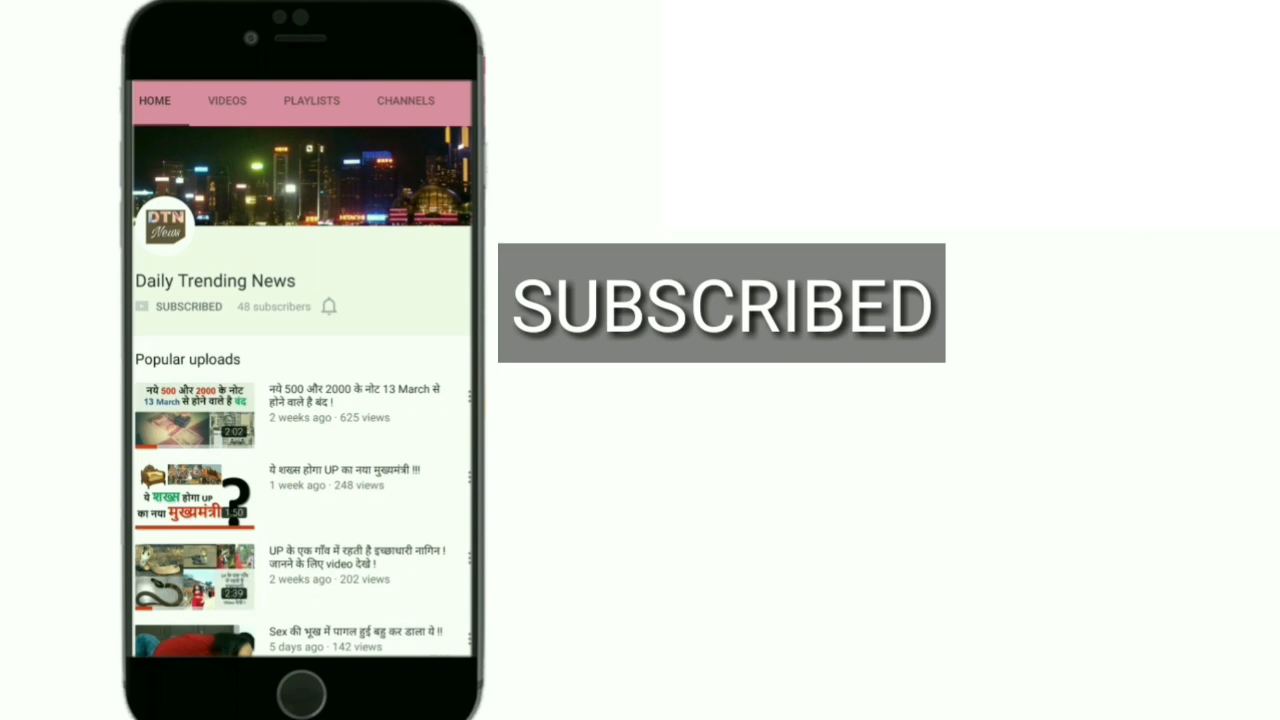 HOME VIDEOS PLAYLISTS CHANNELS
DTN
News
Daily Trending News
SUBSCRIBED 48 subscribers
SUBSCRIBED
Popular uploads
नये 500 और 2000 के नोट
13 March से होने वाले है बंद
2:02
नये 500 और 2000 के नोट 13 March से
होने वाले है बंद !
2 weeks ago · 625 views
ये शख्स होगा UP
का नया मुख्यमंत्री
?
1:50
ये शख्स होगा UP का नया मुख्यमंत्री !!!
1 week ago · 248 views
2:39
UP के एक गाँव में रहती है इच्छाधारी नागिन !
जानने के लिए video देखे !
2 weeks ago · 202 views
Sex की भूख में पागल हुई बहु कर डाला ये !!
5 days ago · 142 views